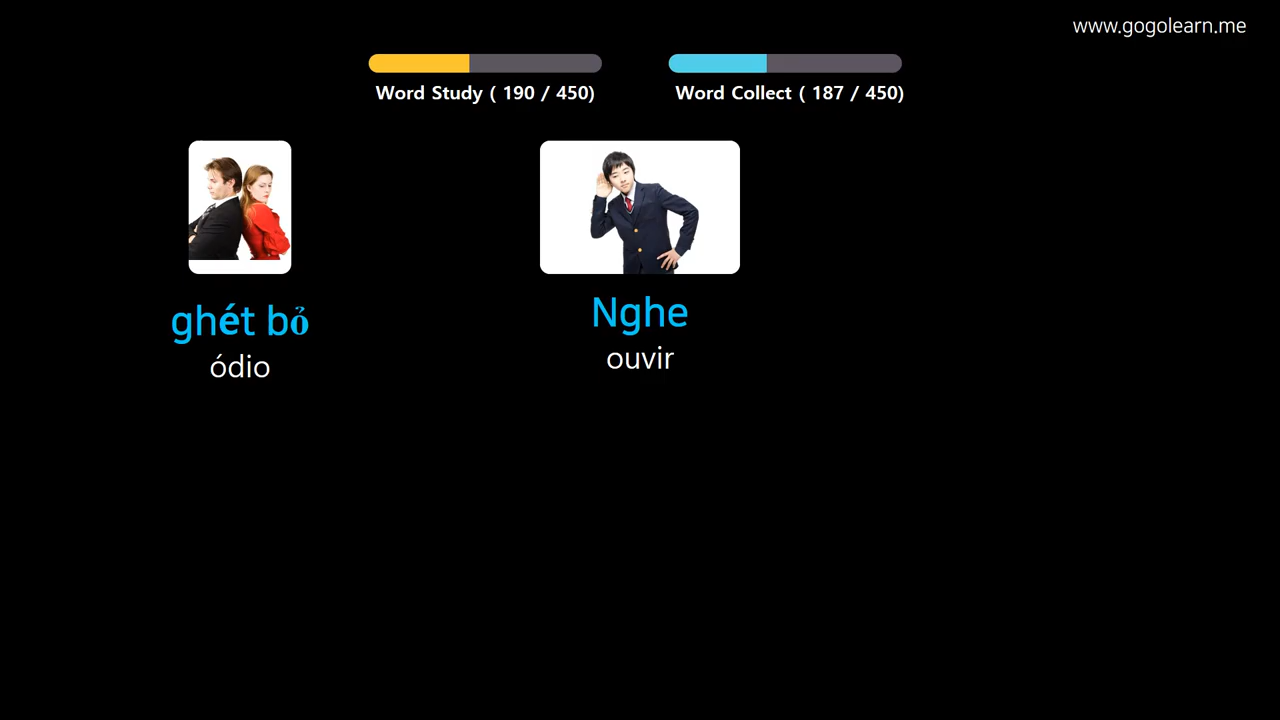 www.gogolearn.me
Word Study ( 190 / 450)
Word Collect ( 187 / 450)
ghét bỏ
ódio
Nghe
ouvir